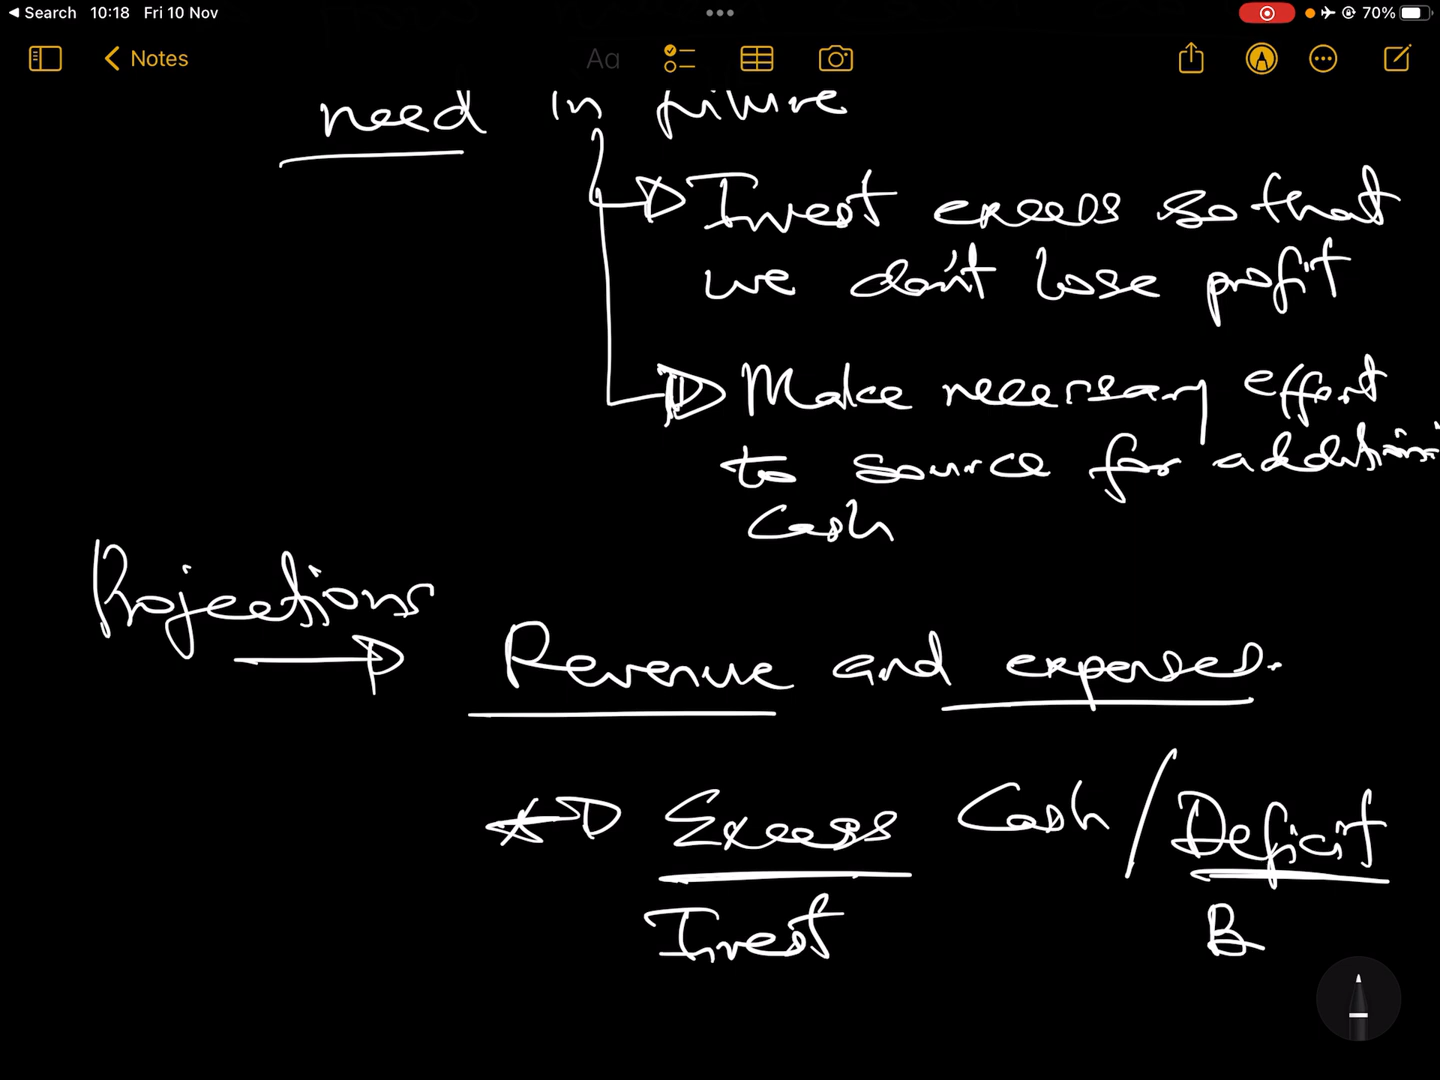 Search 10:18 Fri 10 Nov 70%
Notes Aa
need in future
Invest excess so that
we don't lose profit
Make necessary effort
to source for additional
Cash
Projections
Revenue and expenses.
Excess Cash / Deficit
Invest B